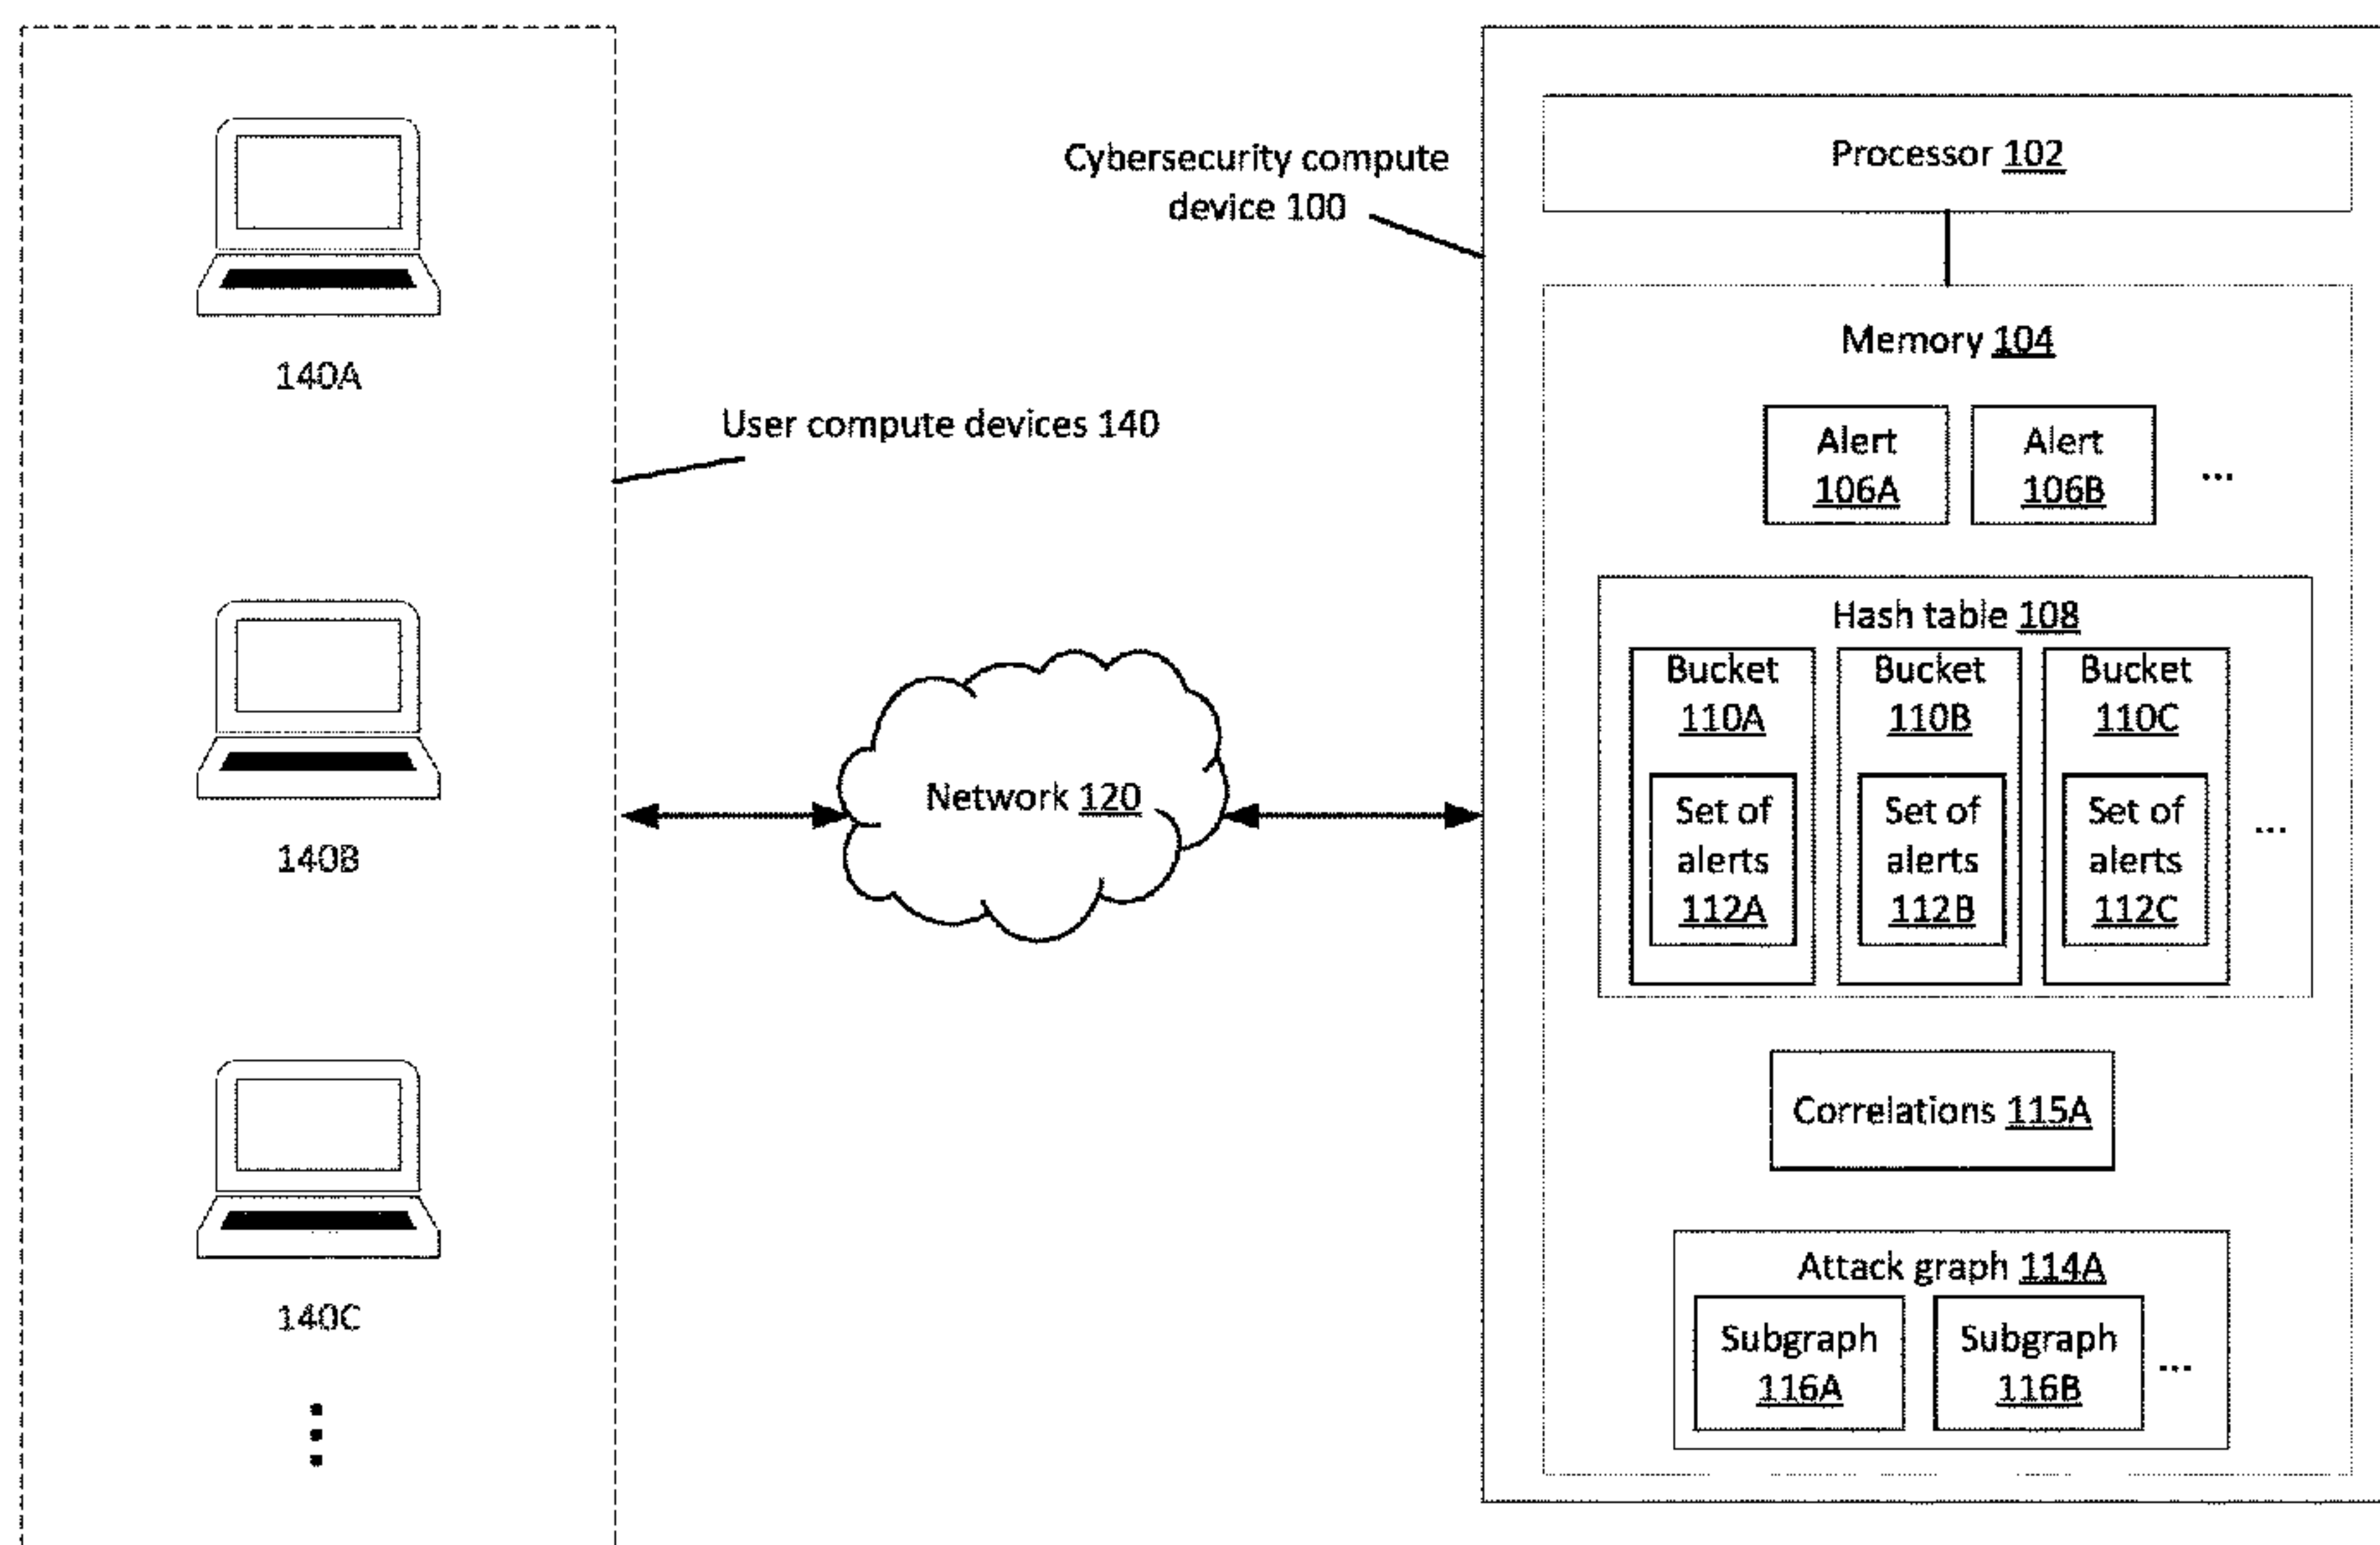 140A
140B
140C
User compute devices 140
Network 120
Cybersecurity compute
device 100
Processor 102
Memory 104
Alert
106A
Alert
106B
...
Hash table 108
Bucket
110A
Set of
alerts
112A
Bucket
110B
Set of
alerts
112B
Bucket
110C
Set of
alerts
112C
...
Correlations 115A
Attack graph 114A
Subgraph
116A
Subgraph
116B
...